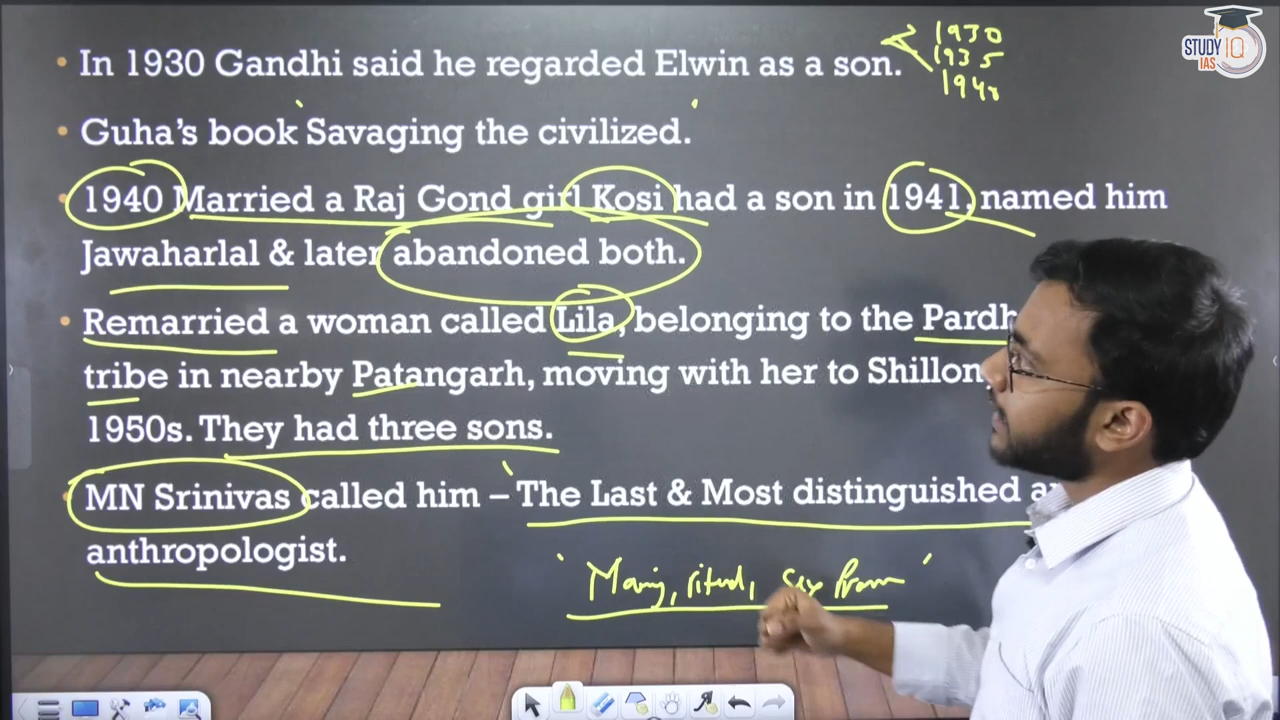 • In 1930 Gandhi said he regarded Elwin as a son.
1930
1935
STUDY IQ
IAS
• Guha's book 'Savaging the civilized.'
• 1940 Married a Raj Gond girl Kosi had a son in 1941, named him
Jawaharlal & later abandoned both.
• Remarried a woman called Lila, belonging to the
tribe in nearby Patangarh, moving with her to
1950s. They had three sons.
• MN Srinivas called him – 'The Last & Most distinguished
anthropologist.